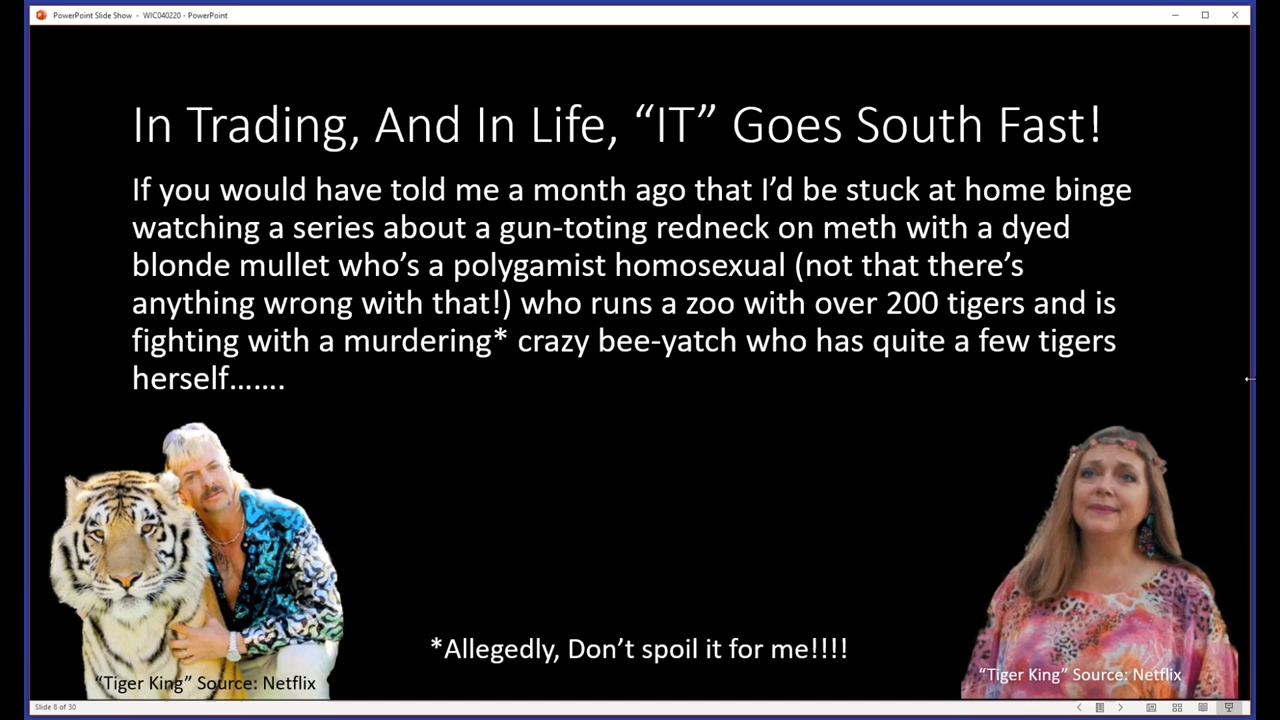 PowerPoint Slide Show - WIC040220 - PowerPoint
In Trading, And In Life, “IT” Goes South Fast!
If you would have told me a month ago that I’d be stuck at home binge
watching a series about a gun-toting redneck on meth with a dyed
blonde mullet who’s a polygamist homosexual (not that there’s
anything wrong with that!) who runs a zoo with over 200 tigers and is
fighting with a murdering* crazy bee-yatch who has quite a few tigers
herself…….
*Allegedly, Don’t spoil it for me!!!!
“Tiger King” Source: Netflix
“Tiger King” Source: Netflix
Slide 8 of 30